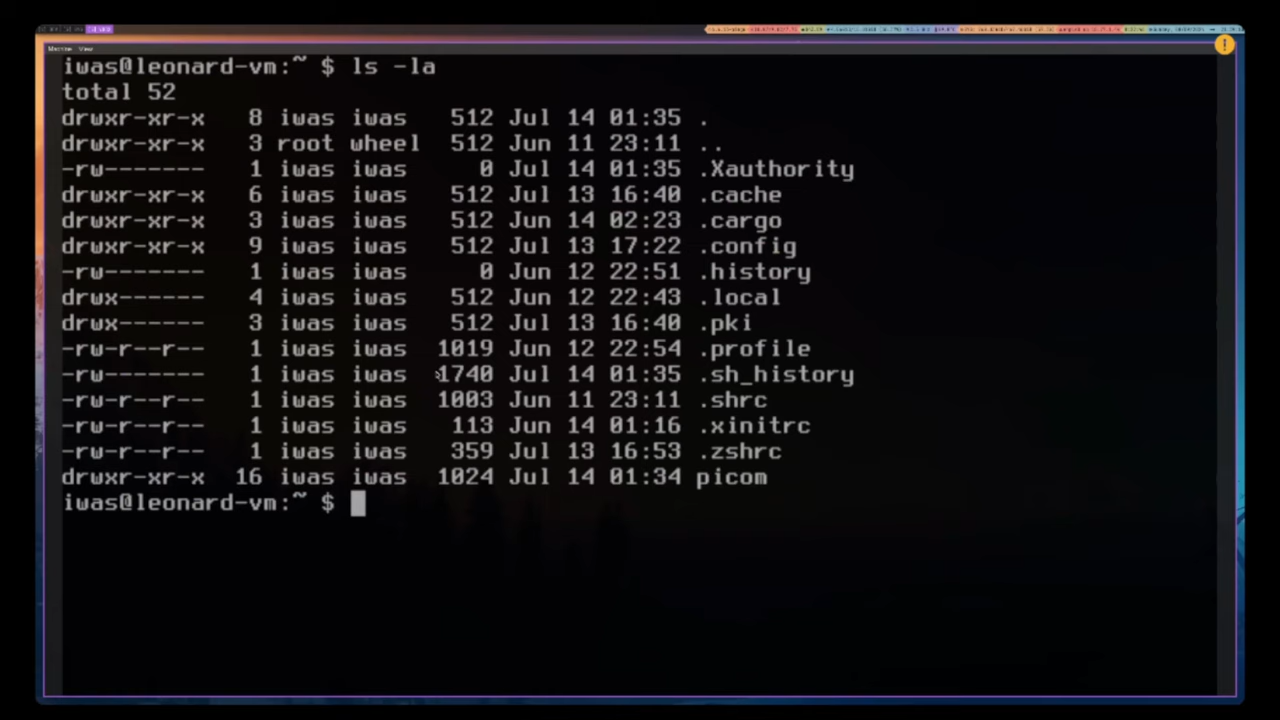 Machine View
iwas@leonard-vm:~ $ ls -la
total 52
drwxr-xr-x 8 iwas iwas 512 Jul 14 01:35 .
drwxr-xr-x 3 root wheel 512 Jun 11 23:11 ..
-rw------- 1 iwas iwas 0 Jul 14 01:35 .Xauthority
drwxr-xr-x 6 iwas iwas 512 Jul 13 16:40 .cache
drwxr-xr-x 3 iwas iwas 512 Jun 14 02:23 .cargo
drwxr-xr-x 9 iwas iwas 512 Jul 13 17:22 .config
-rw------- 1 iwas iwas 0 Jun 12 22:51 .history
drwx------ 4 iwas iwas 512 Jun 12 22:43 .local
drwx------ 3 iwas iwas 512 Jul 13 16:40 .pki
-rw-r--r-- 1 iwas iwas 1019 Jun 12 22:54 .profile
-rw------- 1 iwas iwas 1740 Jul 14 01:35 .sh_history
-rw-r--r-- 1 iwas iwas 1003 Jun 11 23:11 .shrc
-rw-r--r-- 1 iwas iwas 113 Jun 14 01:16 .xinitrc
-rw-r--r-- 1 iwas iwas 359 Jul 13 16:53 .zshrc
drwxr-xr-x 16 iwas iwas 1024 Jul 14 01:34 picom
iwas@leonard-vm:~ $